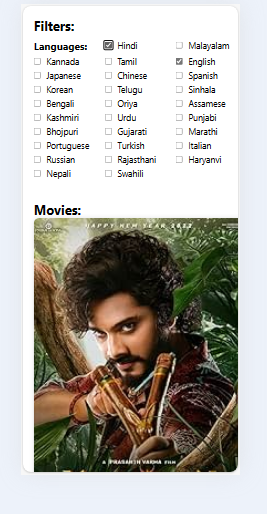 Filters:
Languages: Hindi Malayalam
Kannada Tamil English
Japanese Chinese Spanish
Korean Telugu Sinhala
Bengali Oriya Assamese
Kashmiri Urdu Punjabi
Bhojpuri Gujarati Marathi
Portuguese Turkish Italian
Russian Rajasthani Haryanvi
Nepali Swahili
Movies:
HAPPY NEW YEAR 2022
A PRASANTH VARMA FILM